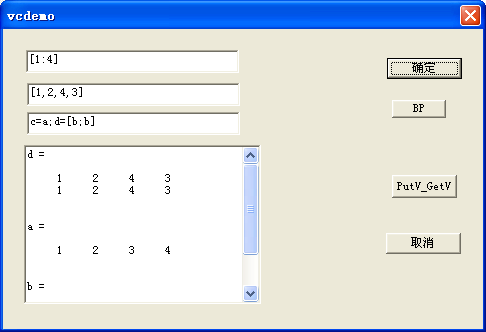 vcdemo
[1:4]
[1,2,4,3]
c=a;d=[b;b]
d =
1 2 4 3
1 2 4 3
a =
1 2 3 4
b =
确定
BP
PutV_GetV
取消